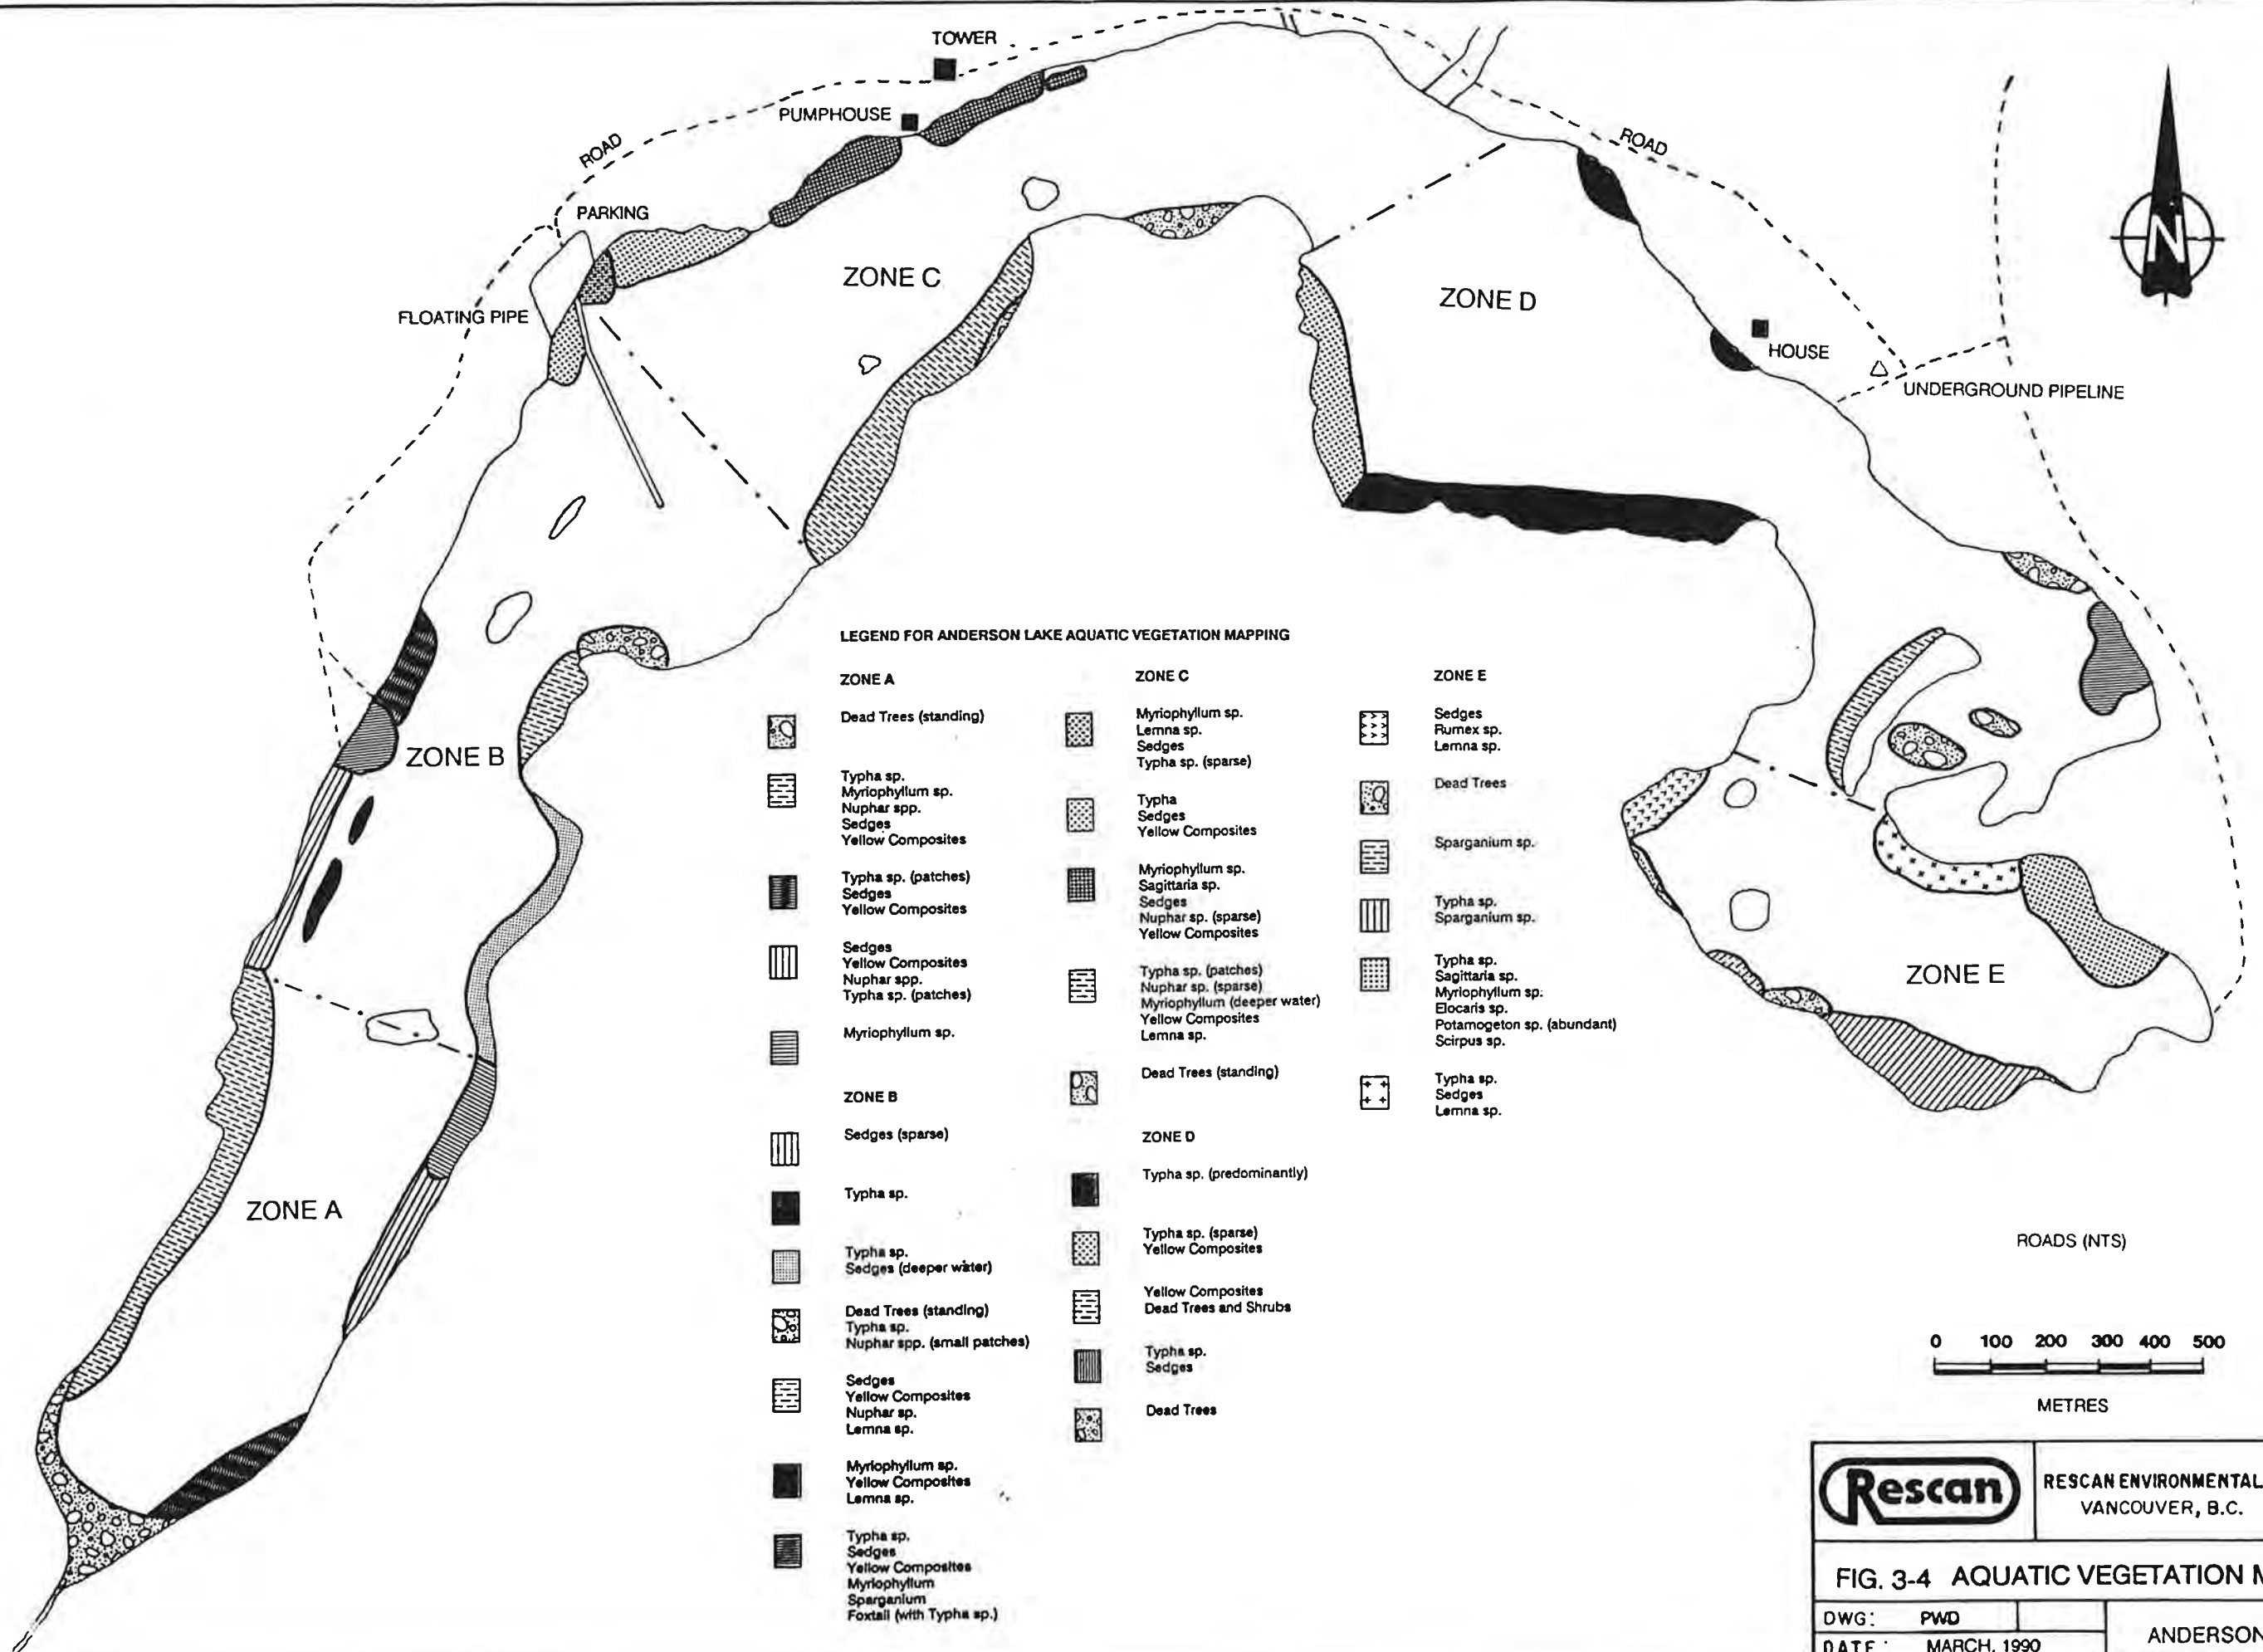 TOWER
PUMPHOUSE
ROAD
ROAD
PARKING
N
ZONE C
ZONE D
FLOATING PIPE
HOUSE
UNDERGROUND PIPELINE
ZONE B
ZONE E
ZONE A
LEGEND FOR ANDERSON LAKE AQUATIC VEGETATION MAPPING
ZONE A
Dead Trees (standing)
Typha sp.
Myriophyllum sp.
Nuphar spp.
Sedges
Yellow Composites
Typha sp. (patches)
Sedges
Yellow Composites
Sedges
Yellow Composites
Nuphar spp.
Typha sp. (patches)
Myriophyllum sp.
ZONE B
Sedges (sparse)
Typha sp.
Typha sp.
Sedges (deeper water)
Dead Trees (standing)
Typha sp.
Nuphar spp. (small patches)
Sedges
Yellow Composites
Nuphar sp.
Lemna sp.
Myriophyllum sp.
Yellow Composites
Lemna sp.
Typha sp.
Sedges
Yellow Composites
Myriophyllum
Sparganium
Foxtail (with Typha sp.)
ZONE C
Myriophyllum sp.
Lemna sp.
Sedges
Typha sp. (sparse)
Typha
Sedges
Yellow Composites
Myriophyllum sp.
Sagittaria sp.
Sedges
Nuphar sp. (sparse)
Yellow Composites
Typha sp. (patches)
Nuphar sp. (sparse)
Myriophyllum (deeper water)
Yellow Composites
Lemna sp.
Dead Trees (standing)
ZONE D
Typha sp. (predominantly)
Typha sp. (sparse)
Yellow Composites
Yellow Composites
Dead Trees and Shrubs
Typha sp.
Sedges
Dead Trees
ZONE E
Sedges
Rumex sp.
Lemna sp.
Dead Trees
Sparganium sp.
Typha sp.
Sparganium sp.
Typha sp.
Sagittaria sp.
Myriophyllum sp.
Elocaris sp.
Potamogeton sp. (abundant)
Scirpus sp.
Typha sp.
Sedges
Lemna sp.
ROADS (NTS)
0 100 200 300 400 500
METRES
Rescan
RESCAN ENVIRONMENTAL
VANCOUVER, B.C.
FIG. 3-4 AQUATIC VEGETATION M
DWG: PWD
DATE: MARCH, 1990
ANDERSON